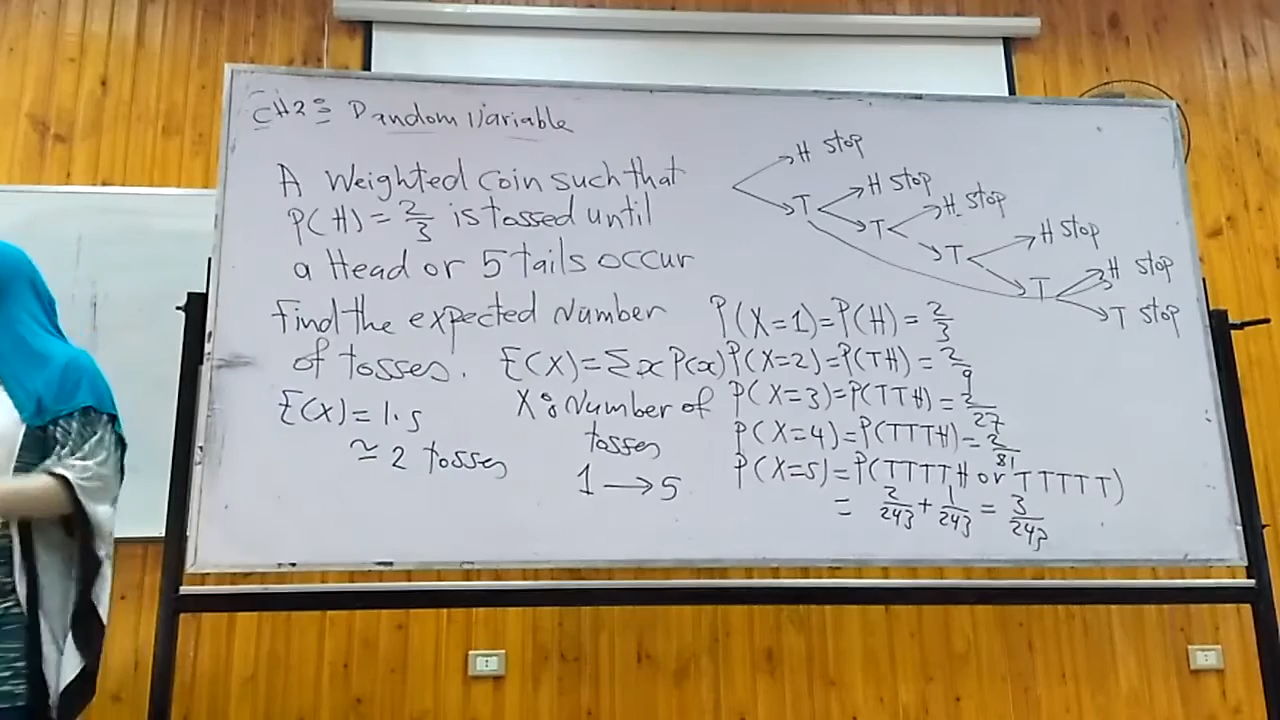 CH2: Random Variable
A Weighted Coin such that
P(H) = 2/3 is tossed until
a Head or 5 tails occur
Find the expected Number
of tosses. E(X) = Σx P(x)
E(X) = 1.5
≃ 2 tosses
X: Number of
tosses
1 → 5
H stop
T H stop
T H stop
T H stop
T H stop
T stop
P(X=1) = P(H) = 2/3
P(X=2) = P(TH) = 2/9
P(X=3) = P(TTH) = 2/27
P(X=4) = P(TTTH) = 2/81
P(X=5) = P(TTTTH or TTTTT)
= 2/243 + 1/243 = 3/243